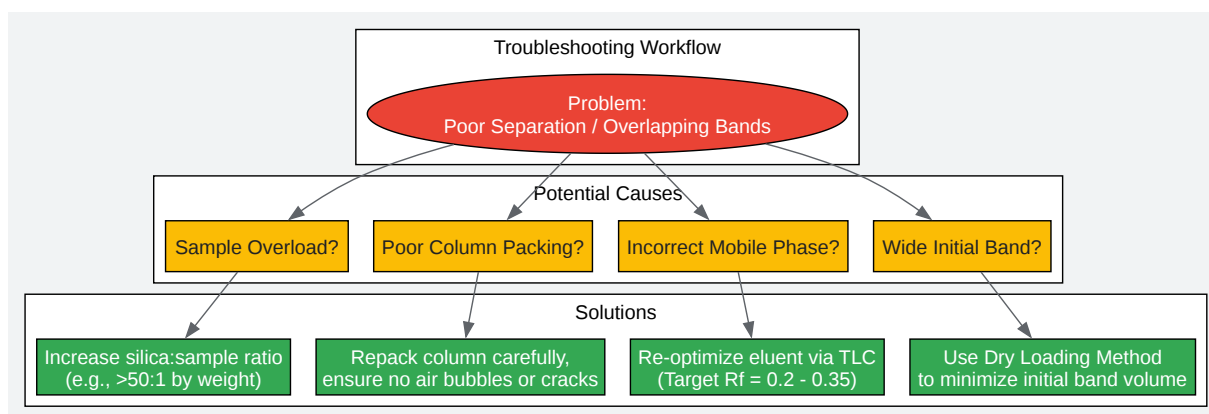 Troubleshooting Workflow
Problem:
Poor Separation / Overlapping Bands
Potential Causes
Sample Overload?
Poor Column Packing?
Incorrect Mobile Phase?
Wide Initial Band?
Solutions
Increase silica:sample ratio
(e.g., >50:1 by weight)
Repack column carefully,
ensure no air bubbles or cracks
Re-optimize eluent via TLC
(Target Rf = 0.2 - 0.35)
Use Dry Loading Method
to minimize initial band volume